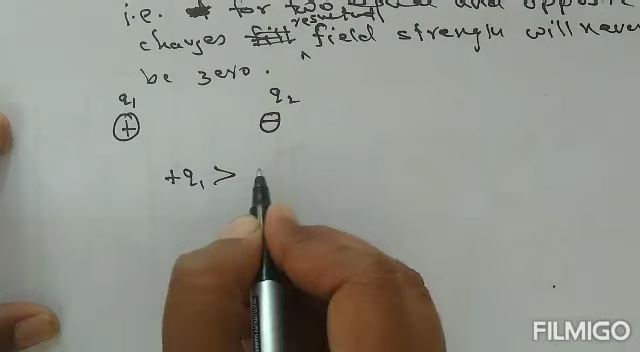 i.e. for two and opposite
charges resultant field strength will never
be zero.
q₁ q₂
+ −
+q₁ >
FILMIGO